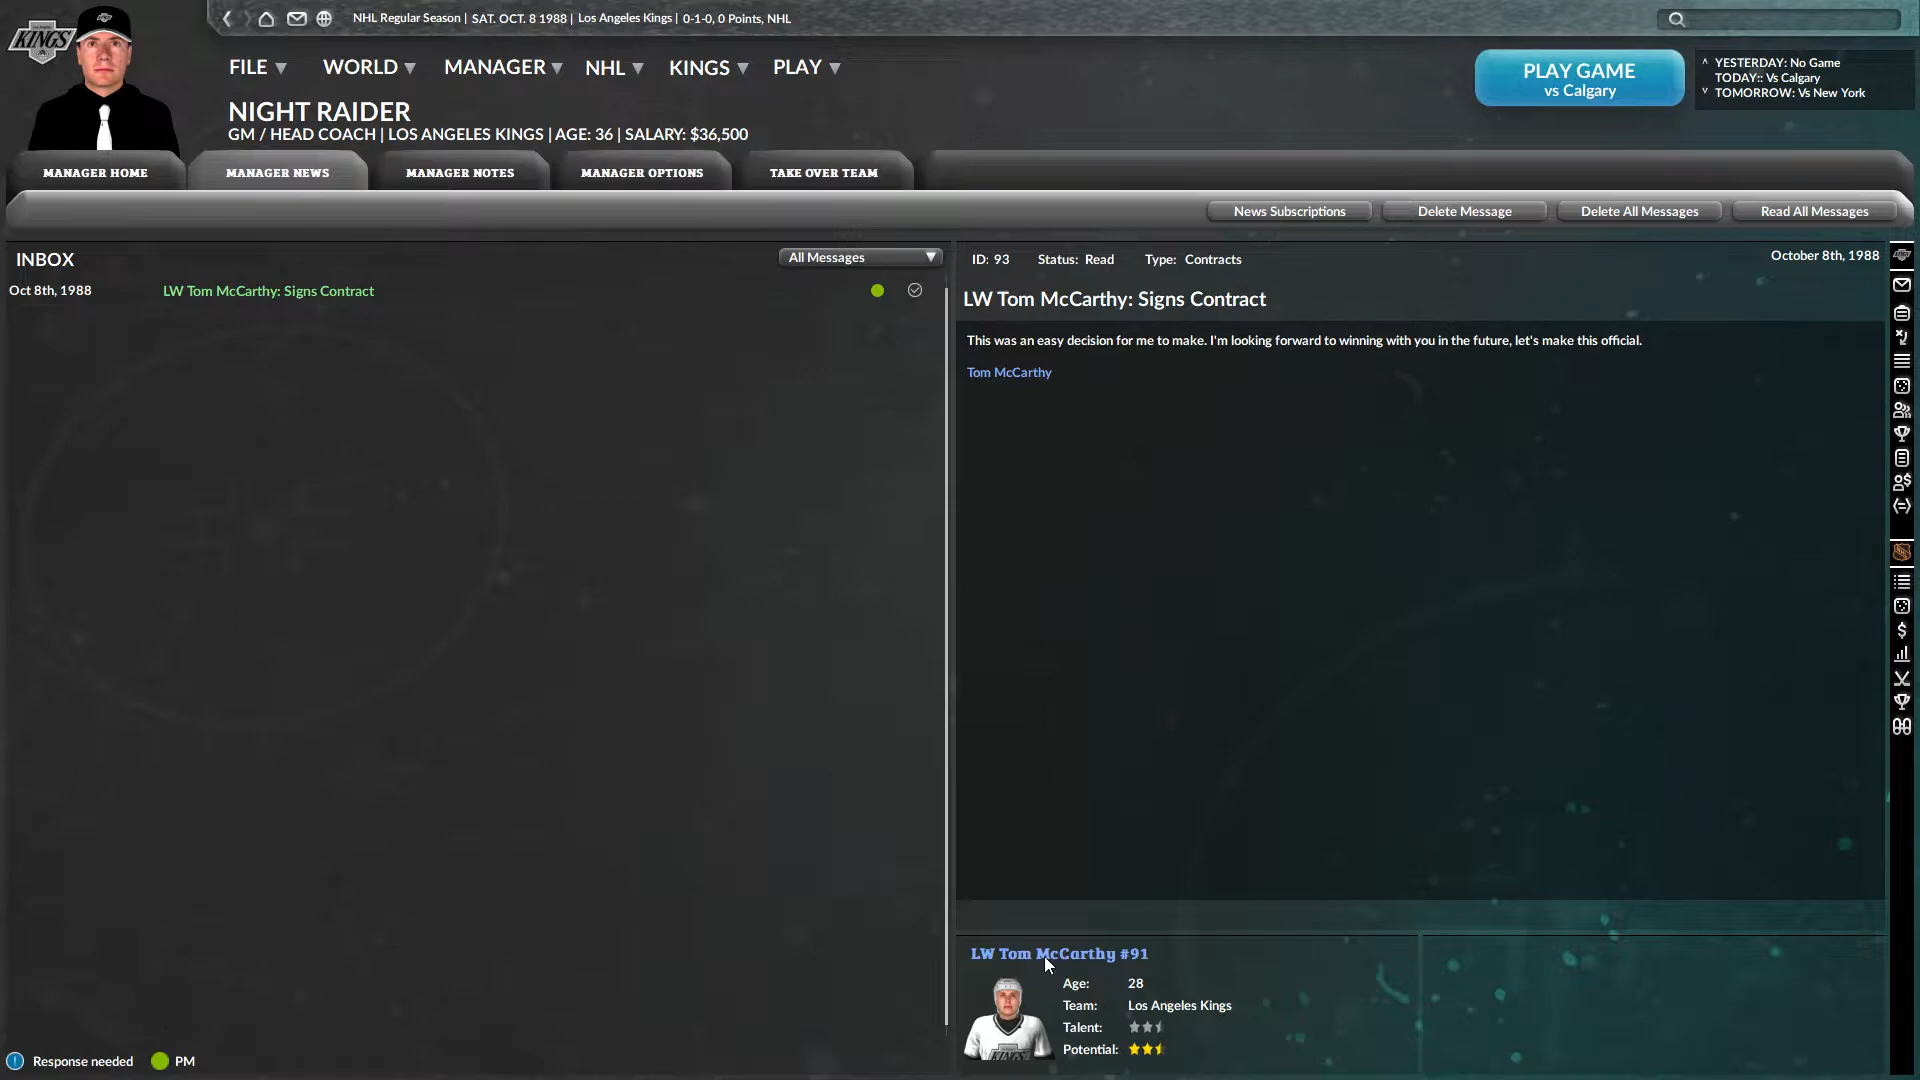 KINGS
NHL Regular Season | SAT. OCT. 8 1988 | Los Angeles Kings | 0-1-0, 0 Points, NHL
FILE WORLD MANAGER NHL KINGS PLAY
PLAY GAME
vs Calgary
YESTERDAY: No Game
TODAY:: Vs Calgary
TOMORROW: Vs New York
NIGHT RAIDER
GM / HEAD COACH | LOS ANGELES KINGS | AGE: 36 | SALARY: $36,500
MANAGER HOME MANAGER NEWS MANAGER NOTES MANAGER OPTIONS TAKE OVER TEAM
News Subscriptions Delete Message Delete All Messages Read All Messages
INBOX All Messages
Oct 8th, 1988 LW Tom McCarthy: Signs Contract
ID: 93 Status: Read Type: Contracts October 8th, 1988
LW Tom McCarthy: Signs Contract
This was an easy decision for me to make. I'm looking forward to winning with you in the future, let's make this official.
Tom McCarthy
LW Tom McCarthy #91
Age: 28
Team: Los Angeles Kings
Talent:
Potential:
KINGS
Response needed PM